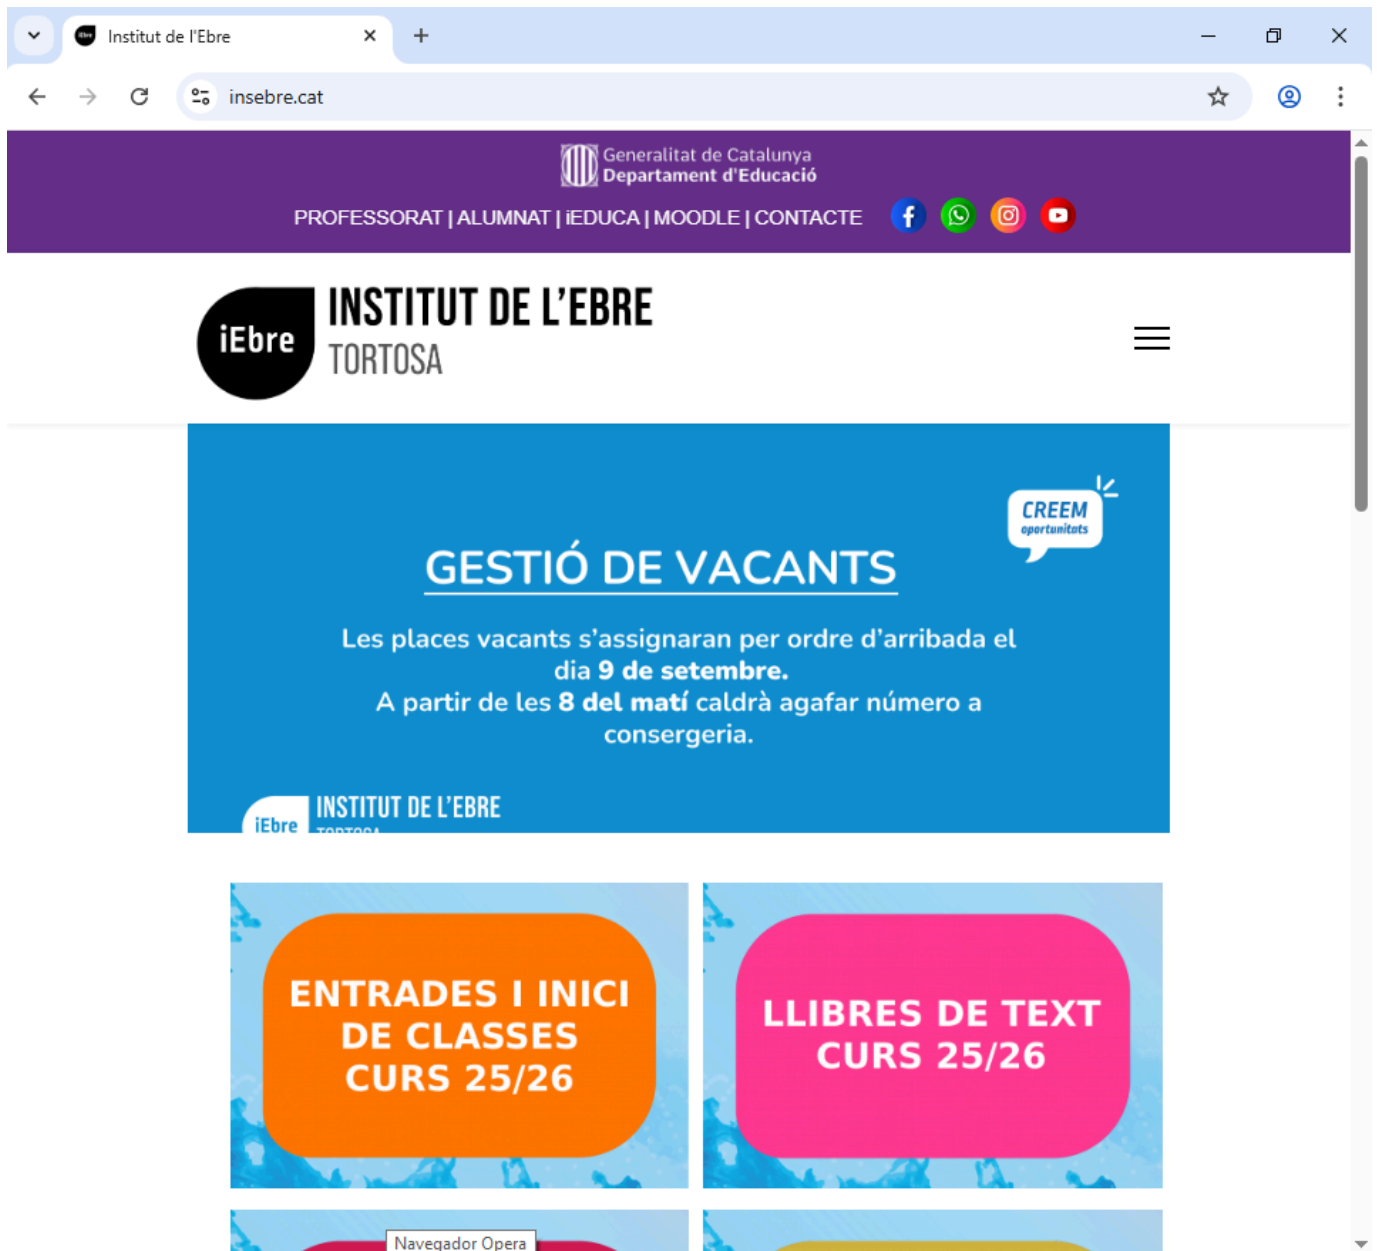 Institut de l'Ebre
insebre.cat
Generalitat de Catalunya
Departament d'Educació
PROFESSORAT | ALUMNAT | iEDUCA | MOODLE | CONTACTE
iEbre
INSTITUT DE L'EBRE
TORTOSA
CREEM
oportunitats
GESTIÓ DE VACANTS
Les places vacants s'assignaran per ordre d'arribada el
dia 9 de setembre.
A partir de les 8 del matí caldrà agafar número a
consergeria.
iEbre
INSTITUT DE L'EBRE
TORTOSA
ENTRADES I INICI
DE CLASSES
CURS 25/26
LLIBRES DE TEXT
CURS 25/26
Navegador Opera